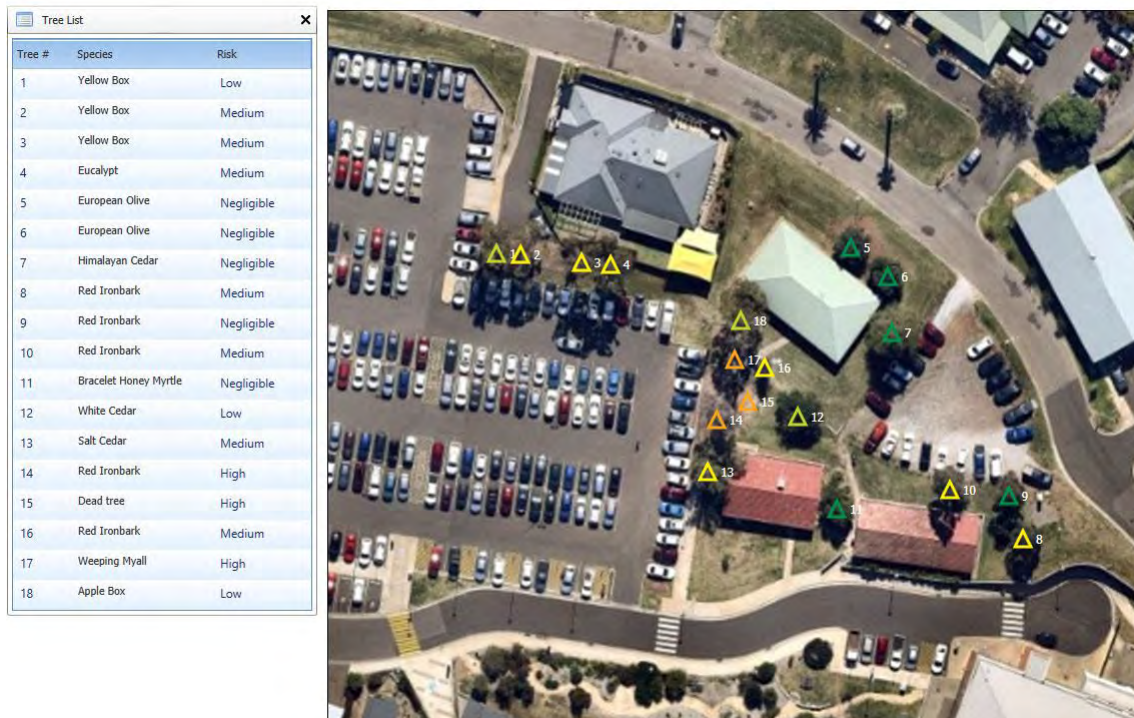 Tree List
Tree # Species Risk
1 Yellow Box Low
2 Yellow Box Medium
3 Yellow Box Medium
4 Eucalypt Medium
5 European Olive Negligible
6 European Olive Negligible
7 Himalayan Cedar Negligible
8 Red Ironbark Medium
9 Red Ironbark Negligible
10 Red Ironbark Medium
11 Bracelet Honey Myrtle Negligible
12 White Cedar Low
13 Salt Cedar Medium
14 Red Ironbark High
15 Dead tree High
16 Red Ironbark Medium
17 Weeping Myall High
18 Apple Box Low
1
2
3
4
5
6
7
18
17
16
15
14
12
13
10
9
11
8